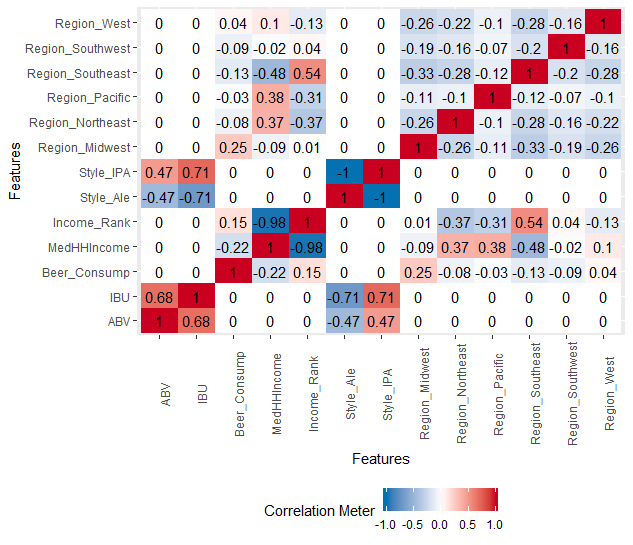 Region_West 0 0 0.04 0.1 -0.13 0 0 -0.26 -0.22 -0.1 -0.28 -0.16 1
Region_Southwest 0 0 -0.09 -0.02 0.04 0 0 -0.19 -0.16 -0.07 -0.2 1 -0.16
Region_Southeast 0 0 -0.13 -0.48 0.54 0 0 -0.33 -0.28 -0.12 1 -0.2 -0.28
Region_Pacific 0 0 -0.03 0.38 -0.31 0 0 -0.11 -0.1 1 -0.12 -0.07 -0.1
Region_Northeast 0 0 -0.08 0.37 -0.37 0 0 -0.26 1 -0.1 -0.28 -0.16 -0.22
Region_Midwest 0 0 0.25 -0.09 0.01 0 0 1 -0.26 -0.11 -0.33 -0.19 -0.26
Style_IPA 0.47 0.71 0 0 0 -1 1 0 0 0 0 0 0
Style_Ale -0.47 -0.71 0 0 0 1 -1 0 0 0 0 0 0
Income_Rank 0 0 0.15 -0.98 1 0 0 0.01 -0.37 -0.31 0.54 0.04 -0.13
MedHHIncome 0 0 -0.22 1 -0.98 0 0 -0.09 0.37 0.38 -0.48 -0.02 0.1
Beer_Consump 0 0 1 -0.22 0.15 0 0 0.25 -0.08 -0.03 -0.13 -0.09 0.04
IBU 0.68 1 0 0 0 -0.71 0.71 0 0 0 0 0 0
ABV 1 0.68 0 0 0 -0.47 0.47 0 0 0 0 0 0
Features
ABV
IBU
Beer_Consump
MedHHIncome
Income_Rank
Style_Ale
Style_IPA
Region_Midwest
Region_Northeast
Region_Pacific
Region_Southeast
Region_Southwest
Region_West
Features
Correlation Meter
-1.0 -0.5 0.0 0.5 1.0